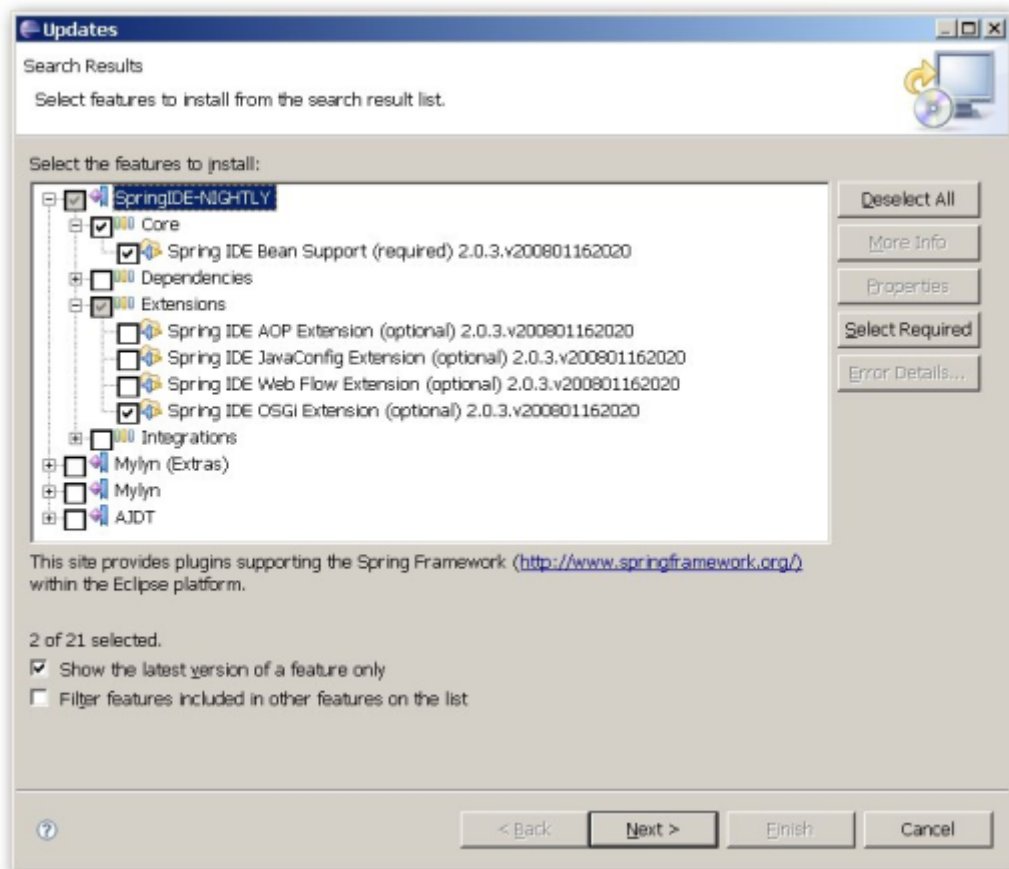 Updates
Search Results
Select features to install from the search result list.
Select the features to install:
SpringIDE-NIGHTLY
Core
Spring IDE Bean Support (required) 2.0.3.v200801162020
Dependencies
Extensions
Spring IDE AOP Extension (optional) 2.0.3.v200801162020
Spring IDE JavaConfig Extension (optional) 2.0.3.v200801162020
Spring IDE Web Flow Extension (optional) 2.0.3.v200801162020
Spring IDE OSGi Extension (optional) 2.0.3.v200801162020
Integrations
Mylyn (Extras)
Mylyn
AJDT
Deselect All
More Info
Properties
Select Required
Error Details...
This site provides plugins supporting the Spring Framework (http://www.springframework.org/)
within the Eclipse platform.
2 of 21 selected.
Show the latest version of a feature only
Filter features included in other features on the list
< Back Next > Finish Cancel